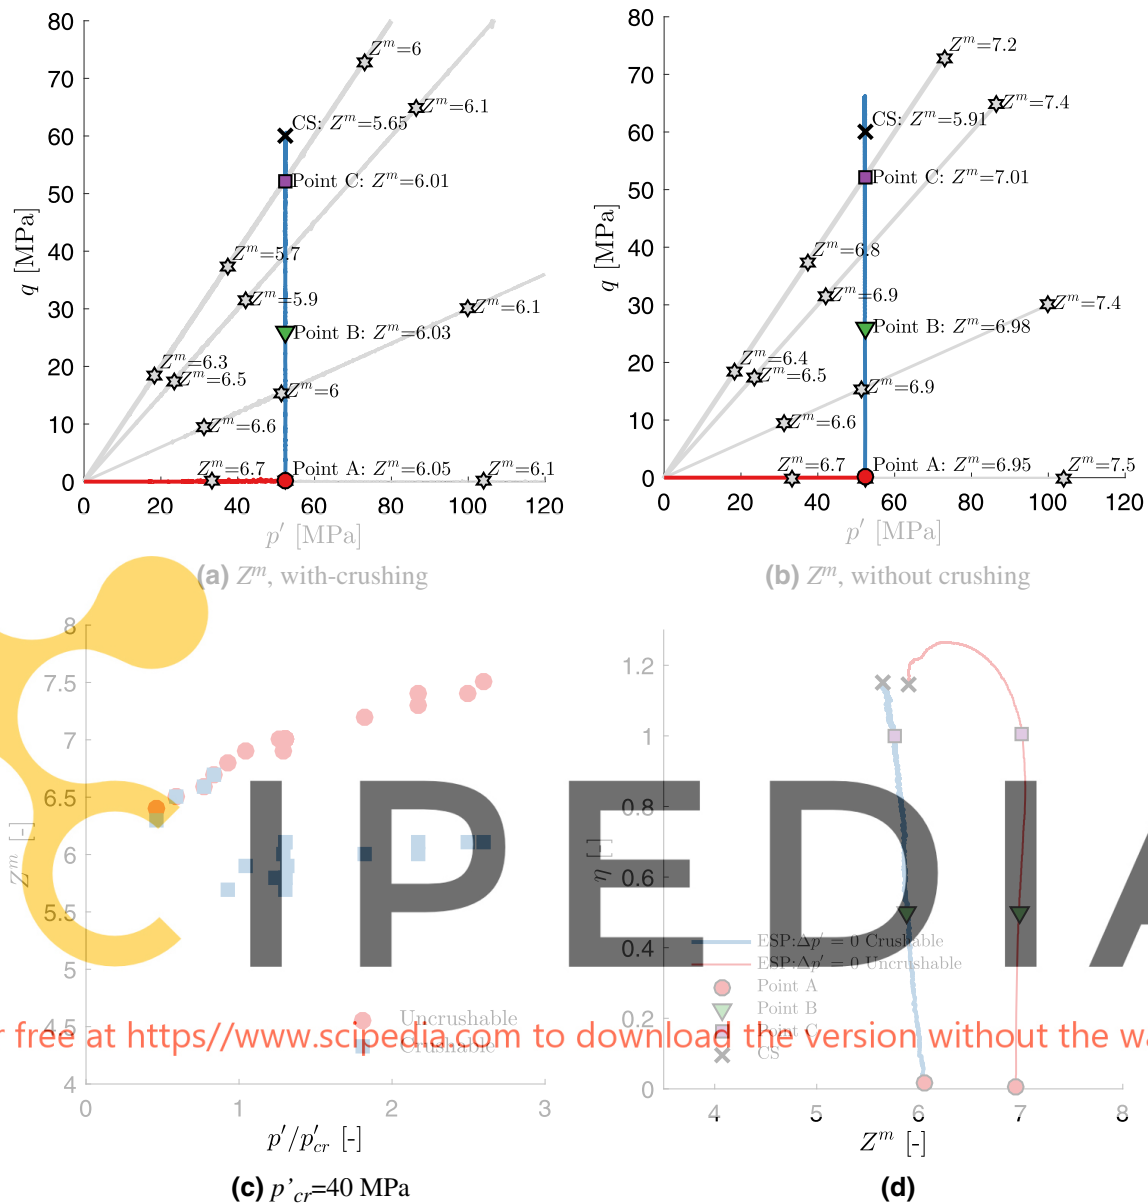 80
70
60
50
40
30
20
10
0
q [MPa]
Z^m=6
Z^m=6.1
CS: Z^m=5.65
Point C: Z^m=6.01
Z^m=5.7
Z^m=5.9
Z^m=6.1
Point B: Z^m=6.03
Z^m=6.3
Z^m=6.5
Z^m=6
Z^m=6.6
Z^m=6.7
Point A: Z^m=6.05
Z^m=6.1
0 20 40 60 80 100 120
p′ [MPa]
(a) Z^m, with-crushing
80
70
60
50
40
30
20
10
0
q [MPa]
Z^m=7.2
Z^m=7.4
CS: Z^m=5.91
Point C: Z^m=7.01
Z^m=6.8
Z^m=6.9
Z^m=7.4
Point B: Z^m=6.98
Z^m=6.4
Z^m=6.5
Z^m=6.9
Z^m=6.6
Z^m=6.7
Point A: Z^m=6.95
Z^m=7.5
0 20 40 60 80 100 120
p′ [MPa]
(b) Z^m, without crushing
8
7.5
7
6.5
6
5.5
5
4.5
4
Z^m [-]
Uncrushable
Crushable
0 1 2 3
p′/p′cr [-]
(c) p’cr=40 MPa
1.2
1
0.8
0.6
0.4
0.2
0
η [-]
ESP:Δp′ = 0 Crushable
ESP:Δp′ = 0 Uncrushable
Point A
Point B
Point C
CS
4 5 6 7 8
Z^m [-]
(d)
CIPEDIA
r free at https//www.scipedia.com to download the version without the wa